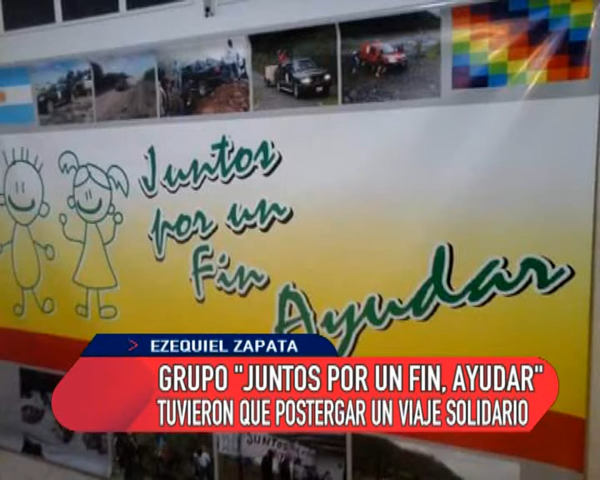 Juntos
por un
Fin
Ayudar
EZEQUIEL ZAPATA
GRUPO "JUNTOS POR UN FIN, AYUDAR"
TUVIERON QUE POSTERGAR UN VIAJE SOLIDARIO
JUNTOS